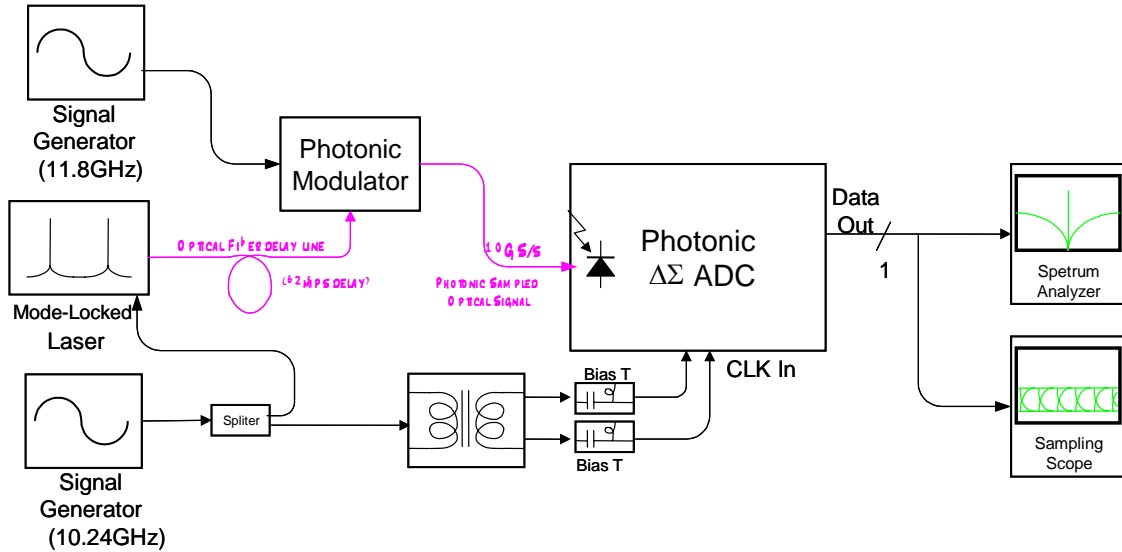 Signal
Generator
(11.8GHz)
Photonic
Modulator
OPTICAL FIBER DELAY LINE
DELAY)
Mode-Locked
Laser
10GS/S
PHOTONIC SAMPLED
OPTICAL SIGNAL
Photonic
ΔΣ ADC
CLK In
Data
Out
1
Spetrum
Analyzer
Sampling
Scope
Signal
Generator
(10.24GHz)
Spliter
Bias T
Bias T